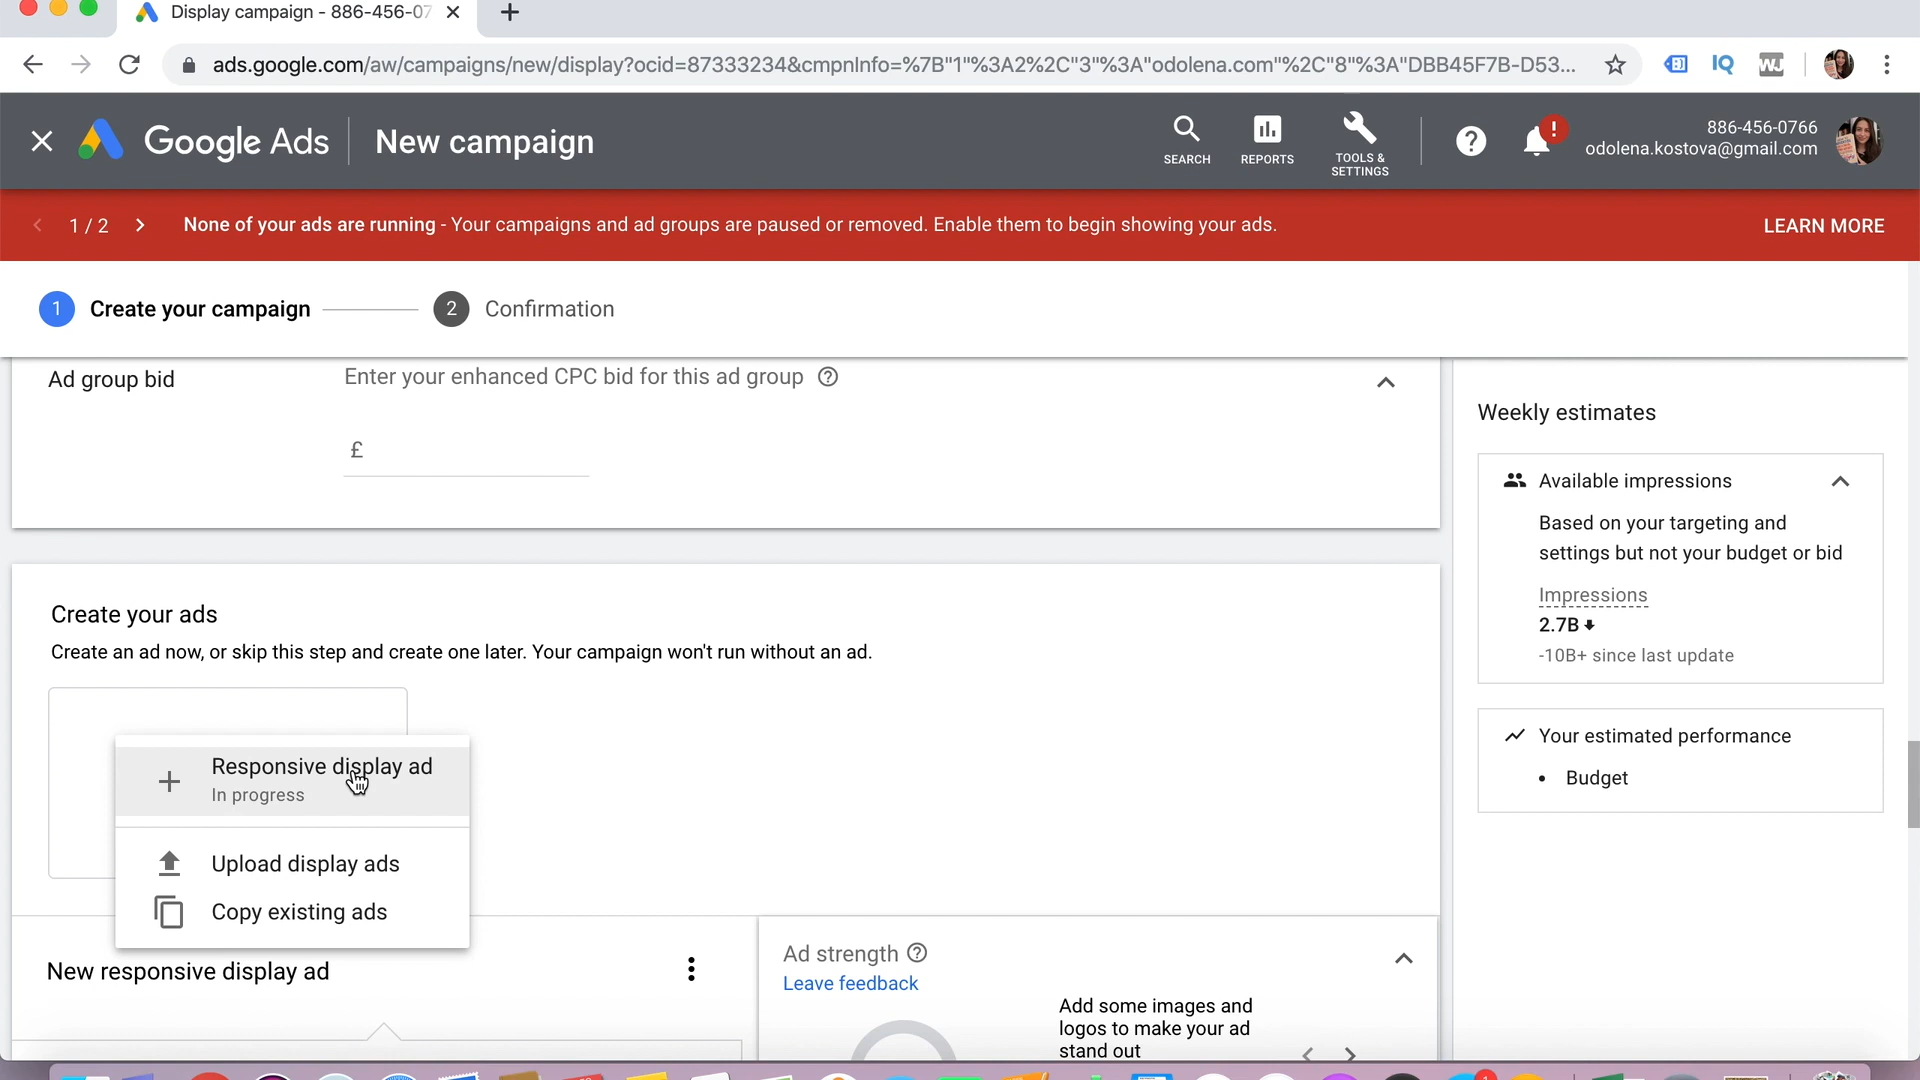 Display campaign - 886-456-07
ads.google.com/aw/campaigns/new/display?ocid=87333234&cmpnInfo=%7B"1"%3A2%2C"3"%3A"odolena.com"%2C"8"%3A"DBB45F7B-D53...
IQ
WJ
Google Ads
New campaign
SEARCH
REPORTS
TOOLS &
SETTINGS
?
!
886-456-0766
odolena.kostova@gmail.com
1 / 2
None of your ads are running - Your campaigns and ad groups are paused or removed. Enable them to begin showing your ads.
LEARN MORE
1
Create your campaign
2
Confirmation
Ad group bid
Enter your enhanced CPC bid for this ad group
£
Weekly estimates
Available impressions
Based on your targeting and
settings but not your budget or bid
Impressions
2.7B
-10B+ since last update
Your estimated performance
• Budget
Create your ads
Create an ad now, or skip this step and create one later. Your campaign won't run without an ad.
Responsive display ad
In progress
Upload display ads
Copy existing ads
New responsive display ad
Ad strength
Leave feedback
Add some images and
logos to make your ad
stand out